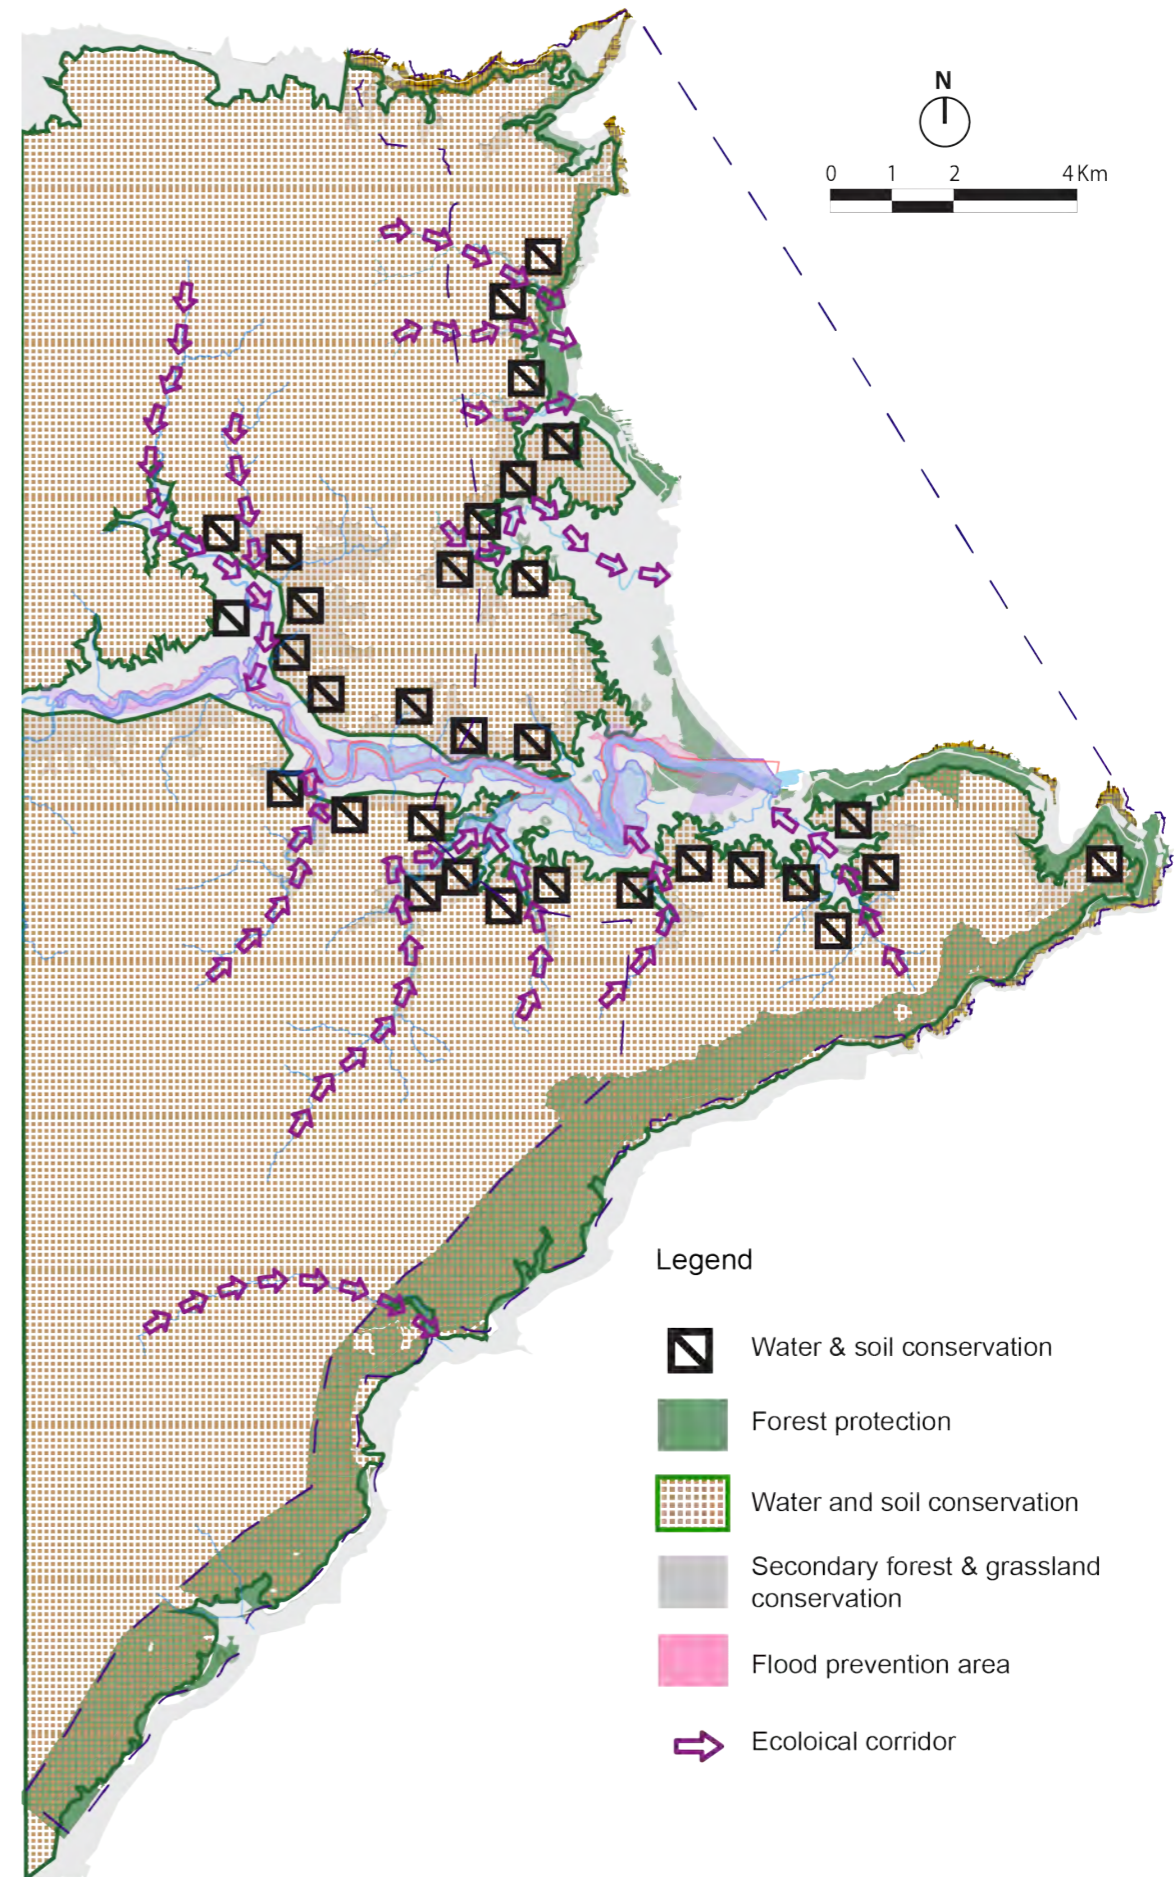 N
0 1 2 4 Km
Legend
Water & soil conservation
Forest protection
Water and soil conservation
Secondary forest & grassland
conservation
Flood prevention area
Ecoloical corridor